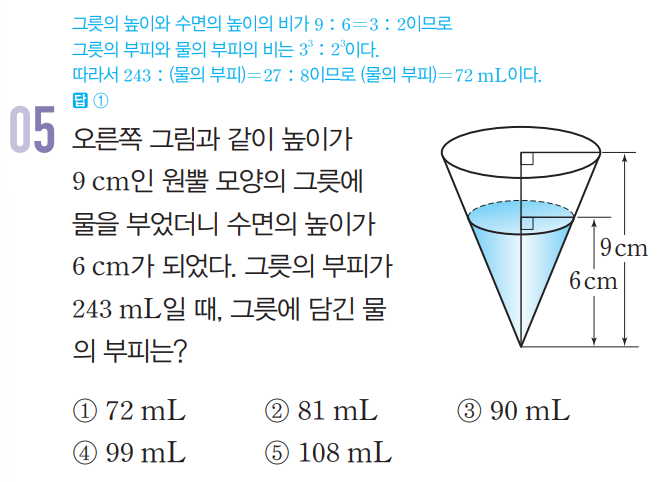 그릇의 높이와 수면의 높이의 비가 9 : 6=3 : 2이므로
그릇의 부피와 물의 부피의 비는 3³ : 2³이다.
따라서 243 : (물의 부피)=27 : 8이므로 (물의 부피)=72 mL이다.
답 ①
05
오른쪽 그림과 같이 높이가
9 cm인 원뿔 모양의 그릇에
물을 부었더니 수면의 높이가
6 cm가 되었다. 그릇의 부피가
243 mL일 때, 그릇에 담긴 물
의 부피는?
9 cm
6 cm
① 72 mL ② 81 mL ③ 90 mL
④ 99 mL ⑤ 108 mL